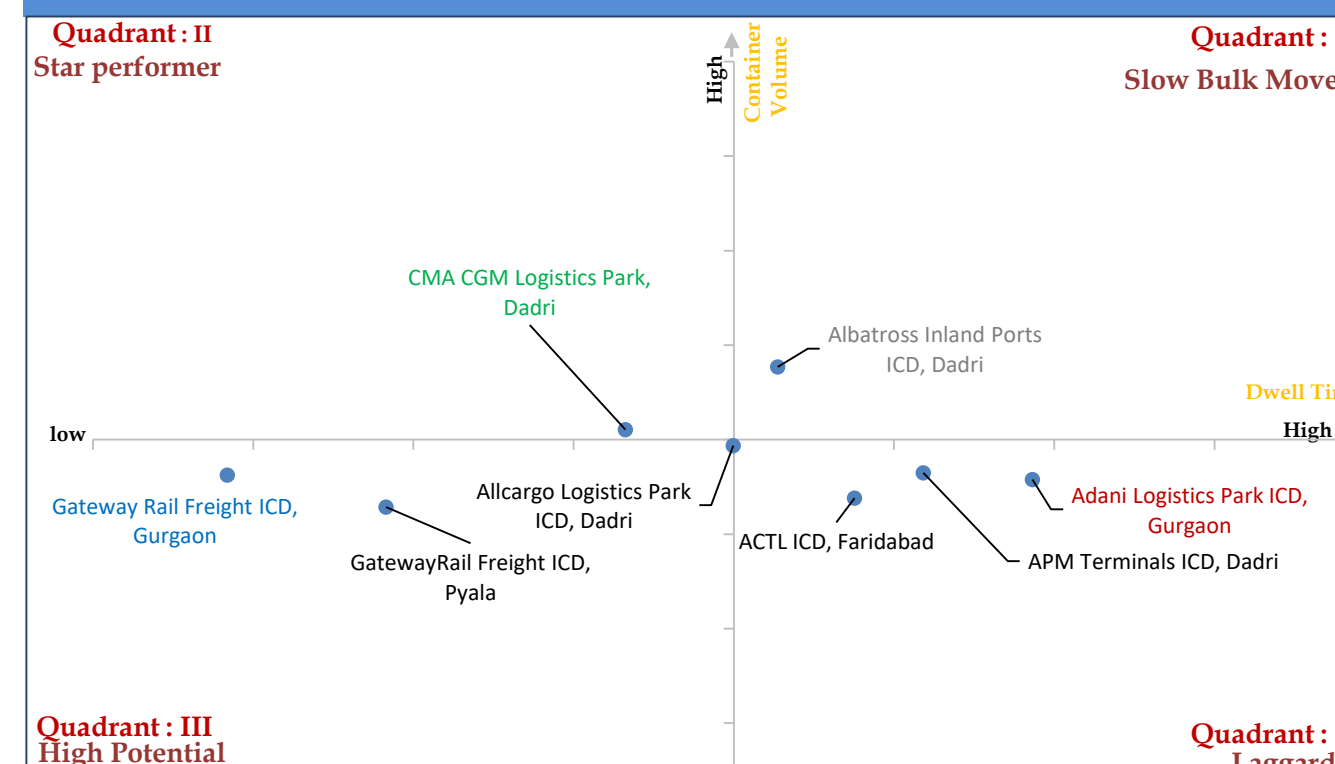 Quadrant : II
Star performer
High
Container
Volume
Quadrant :
Slow Bulk Move
CMA CGM Logistics Park,
Dadri
Albatross Inland Ports
ICD, Dadri
Dwell Tim
low
High
Gateway Rail Freight ICD,
Gurgaon
GatewayRail Freight ICD,
Pyala
Allcargo Logistics Park
ICD, Dadri
ACTL ICD, Faridabad
APM Terminals ICD, Dadri
Adani Logistics Park ICD,
Gurgaon
Quadrant : III
High Potential
Quadrant :
Laggard